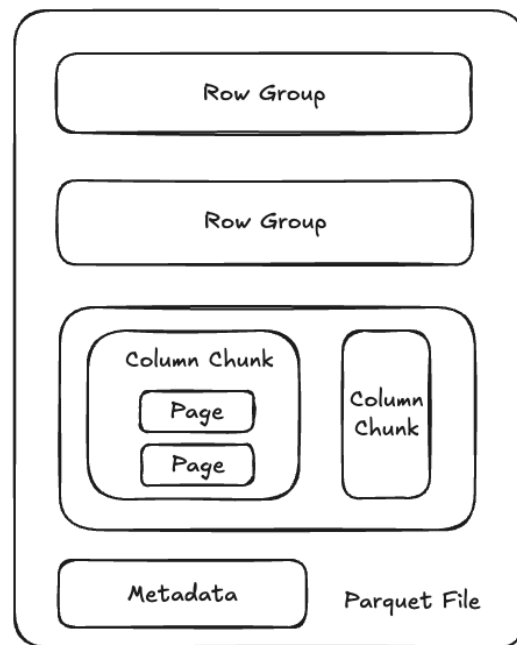 Row Group
Row Group
Column Chunk
Page
Page
Column
Chunk
Metadata
Parquet File